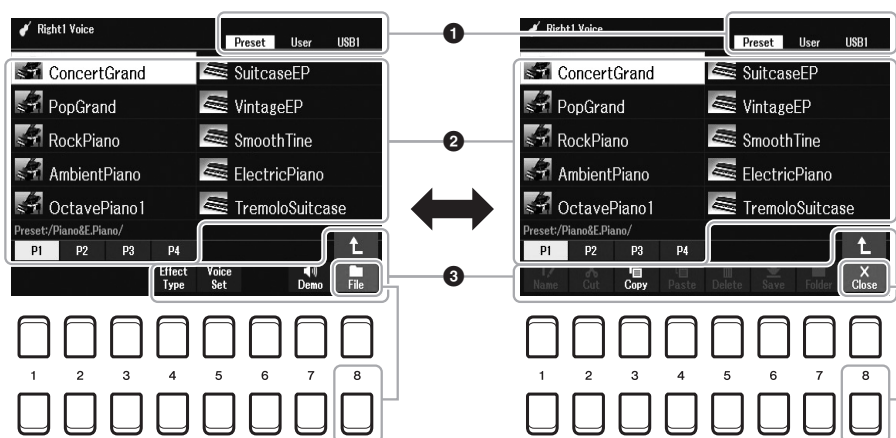 Right1 Voice
Preset User USB1
ConcertGrand SuitcaseEP
PopGrand VintageEP
RockPiano SmoothTine
AmbientPiano ElectricPiano
OctavePiano1 TremoloSuitcase
Preset:/Piano&E.Piano/
P1 P2 P3 P4
Effect Type Voice Set Demo File
1 2 3 4 5 6 7 8
1
2
3
Right1 Voice
Preset User USB1
ConcertGrand SuitcaseEP
PopGrand VintageEP
RockPiano SmoothTine
AmbientPiano ElectricPiano
OctavePiano1 TremoloSuitcase
Preset:/Piano&E.Piano/
P1 P2 P3 P4
Name Cut Copy Paste Delete Save Folder Close
1 2 3 4 5 6 7 8